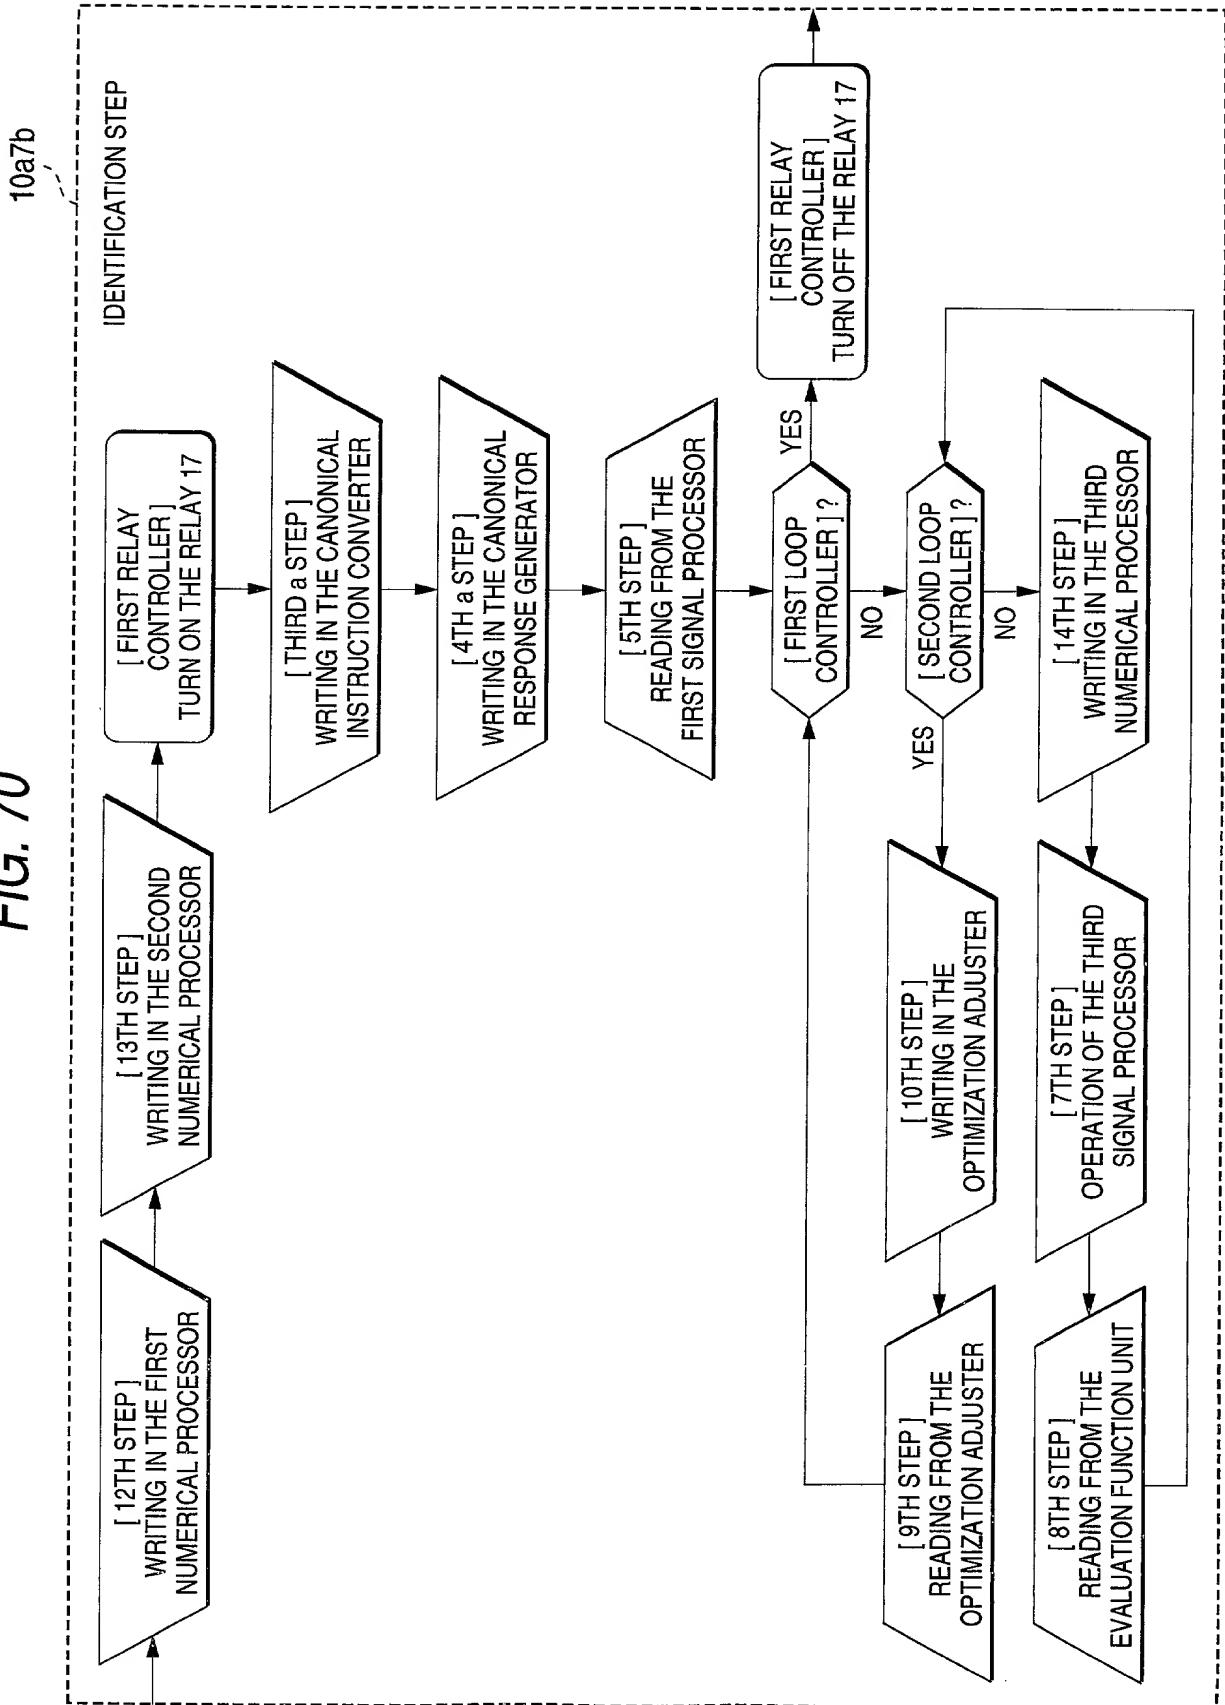 FIG. 70
10a7b
IDENTIFICATION STEP
[ 12TH STEP ]
WRITING IN THE FIRST
NUMERICAL PROCESSOR
[ 13TH STEP ]
WRITING IN THE SECOND
NUMERICAL PROCESSOR
[ FIRST RELAY
CONTROLLER ]
TURN ON THE RELAY 17
[ THIRD a STEP ]
WRITING IN THE CANONICAL
INSTRUCTION CONVERTER
[ 4TH a STEP ]
WRITING IN THE CANONICAL
RESPONSE GENERATOR
[ 5TH STEP ]
READING FROM THE
FIRST SIGNAL PROCESSOR
[ FIRST LOOP
CONTROLLER ] ?
YES
[ FIRST RELAY
CONTROLLER ]
TURN OFF THE RELAY 17
NO
[ SECOND LOOP
CONTROLLER ] ?
YES
NO
[ 10TH STEP ]
WRITING IN THE
OPTIMIZATION ADJUSTER
[ 9TH STEP ]
READING FROM THE
OPTIMIZATION ADJUSTER
[ 14TH STEP ]
WRITING IN THE THIRD
NUMERICAL PROCESSOR
[ 7TH STEP ]
OPERATION OF THE THIRD
SIGNAL PROCESSOR
[ 8TH STEP ]
READING FROM THE
EVALUATION FUNCTION UNIT